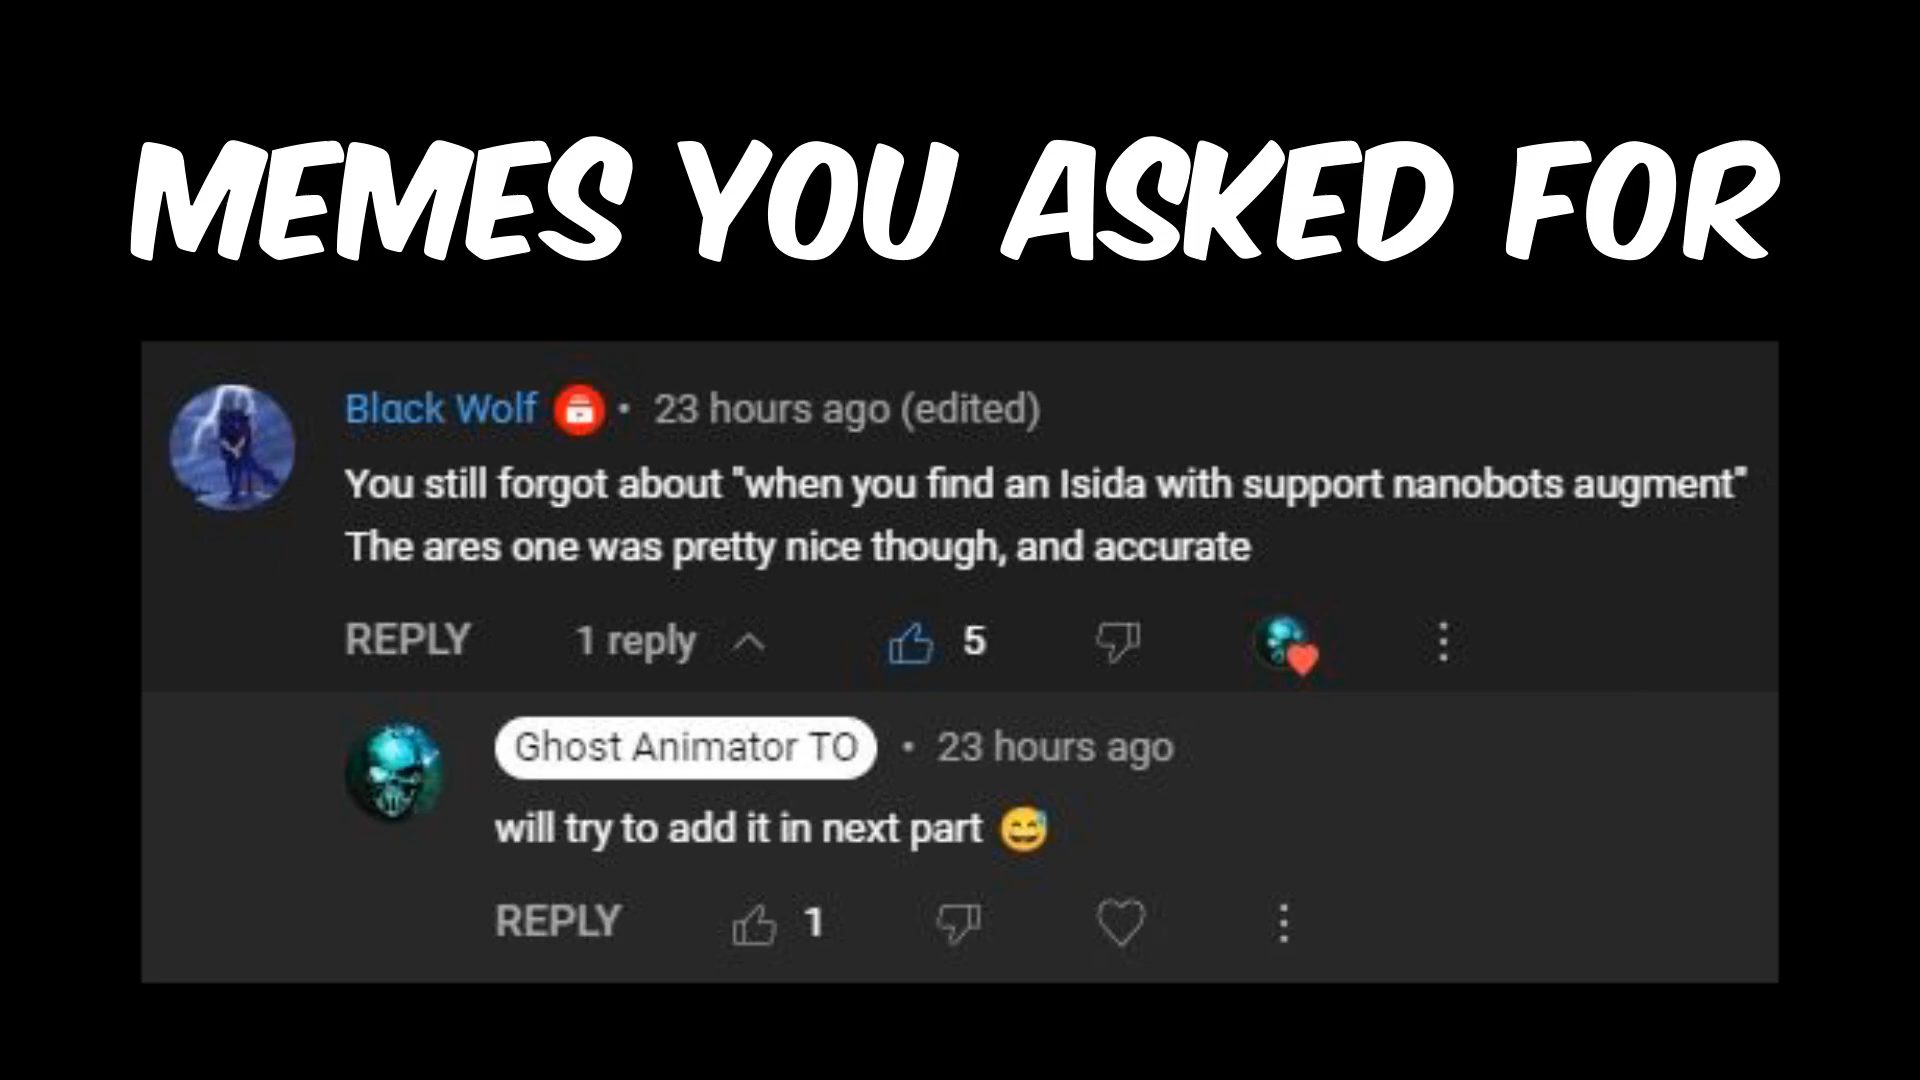 MEMES YOU ASKED FOR
Black Wolf • 23 hours ago (edited)
You still forgot about "when you find an Isida with support nanobots augment"
The ares one was pretty nice though, and accurate
REPLY 1 reply 5
Ghost Animator TO • 23 hours ago
will try to add it in next part 😅
REPLY 1